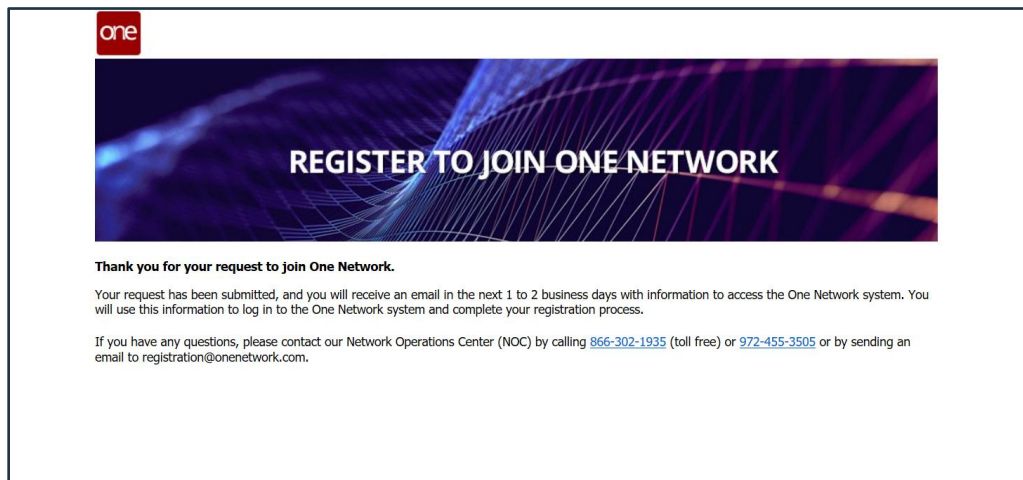 one
REGISTER TO JOIN ONE NETWORK
Thank you for your request to join One Network.
Your request has been submitted, and you will receive an email in the next 1 to 2 business days with information to access the One Network system. You
will use this information to log in to the One Network system and complete your registration process.
If you have any questions, please contact our Network Operations Center (NOC) by calling 866-302-1935 (toll free) or 972-455-3505 or by sending an
email to registration@onenetwork.com.